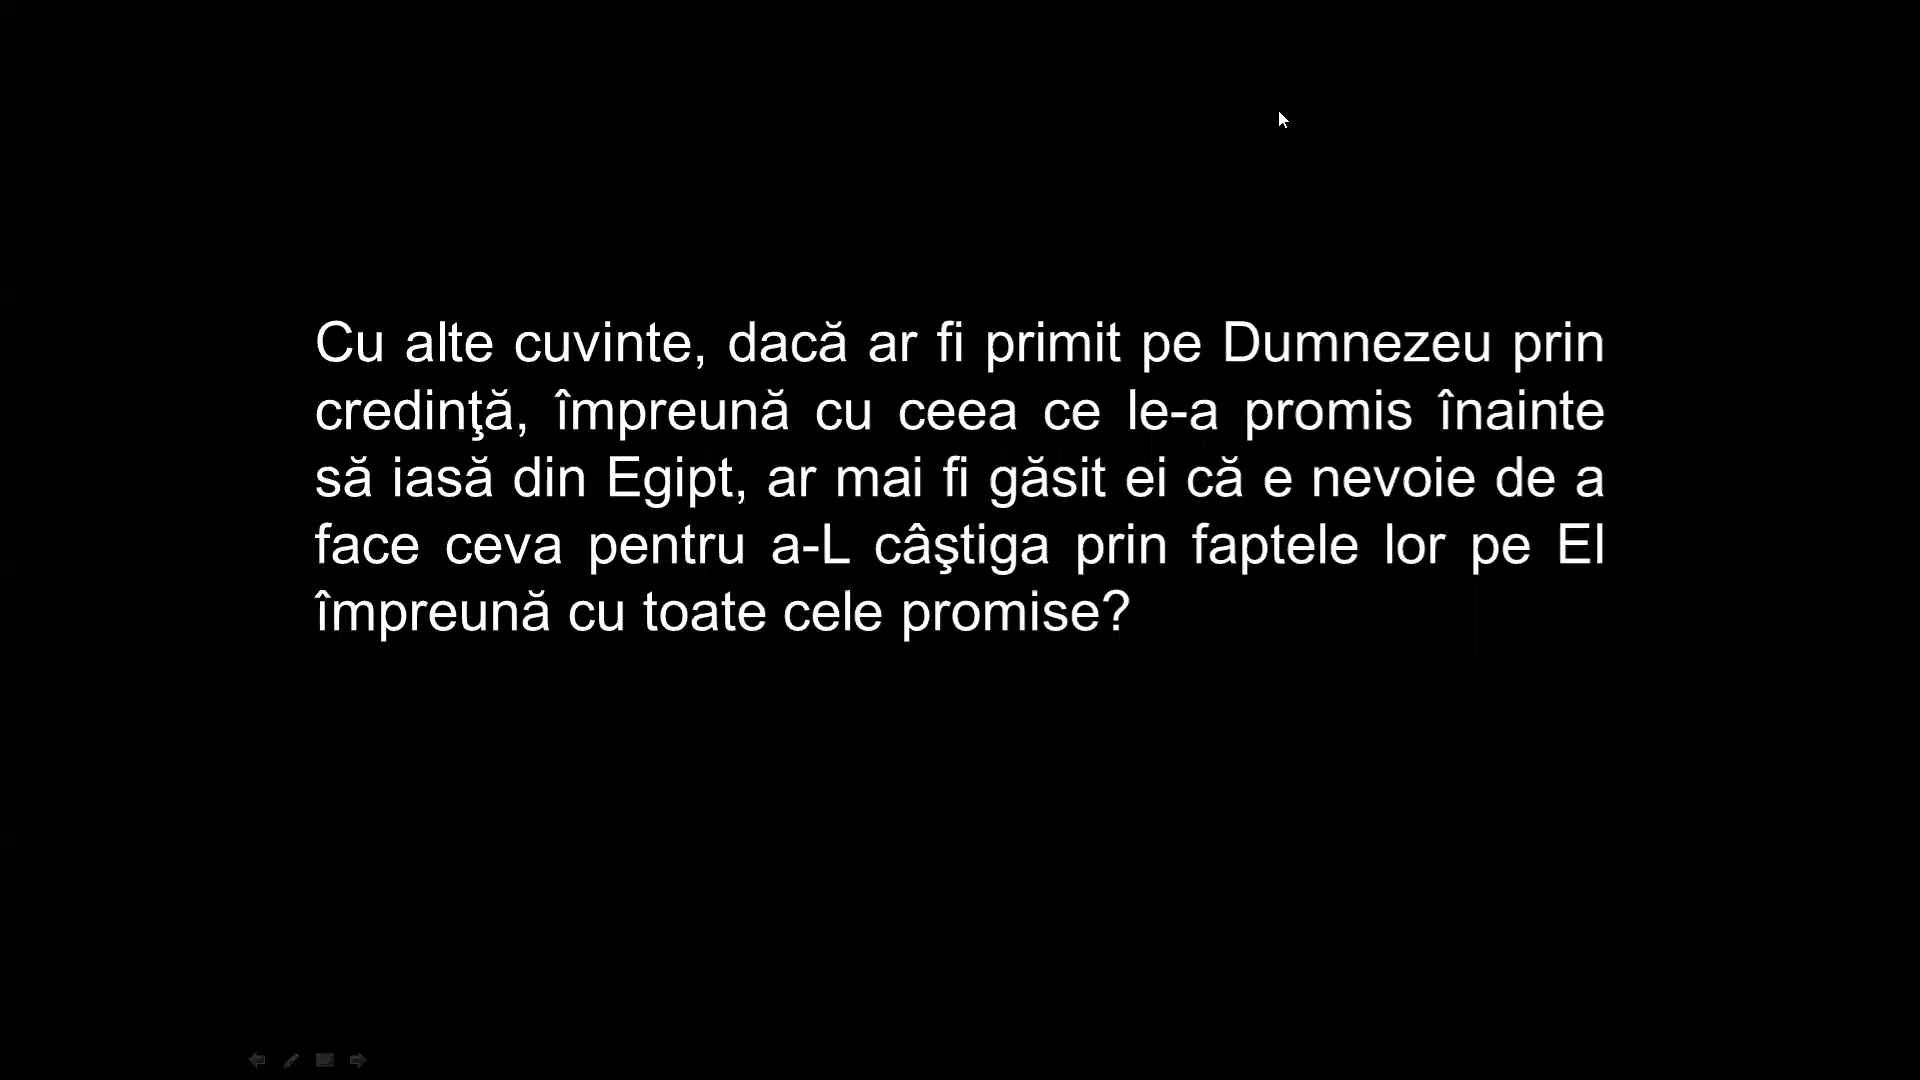 Cu alte cuvinte, dacă ar fi primit pe Dumnezeu prin
credinţă, împreună cu ceea ce le-a promis înainte
să iasă din Egipt, ar mai fi găsit ei că e nevoie de a
face ceva pentru a-L câştiga prin faptele lor pe El
împreună cu toate cele promise?